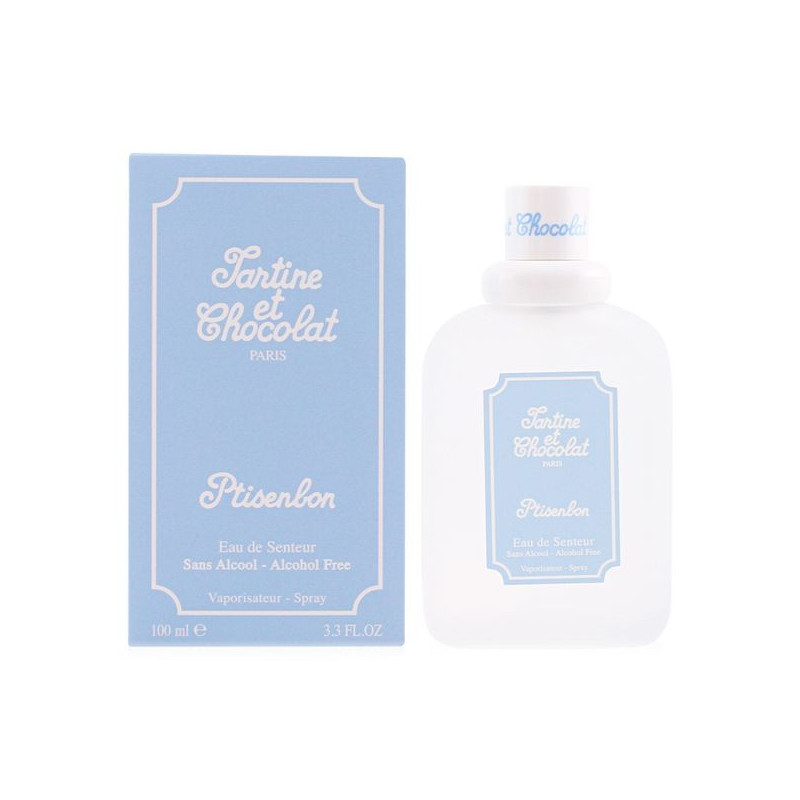 Tartine
et
Chocolat
PARIS
Ptisenbon
Eau de Senteur
Sans Alcool - Alcohol Free
Vaporisateur - Spray
100 ml ℮ 3.3 FL.OZ
et Chocolat
Tartine
et
Chocolat
PARIS
Ptisenbon
Eau de Senteur
Sans Alcool - Alcohol Free
Vaporisateur - Spray